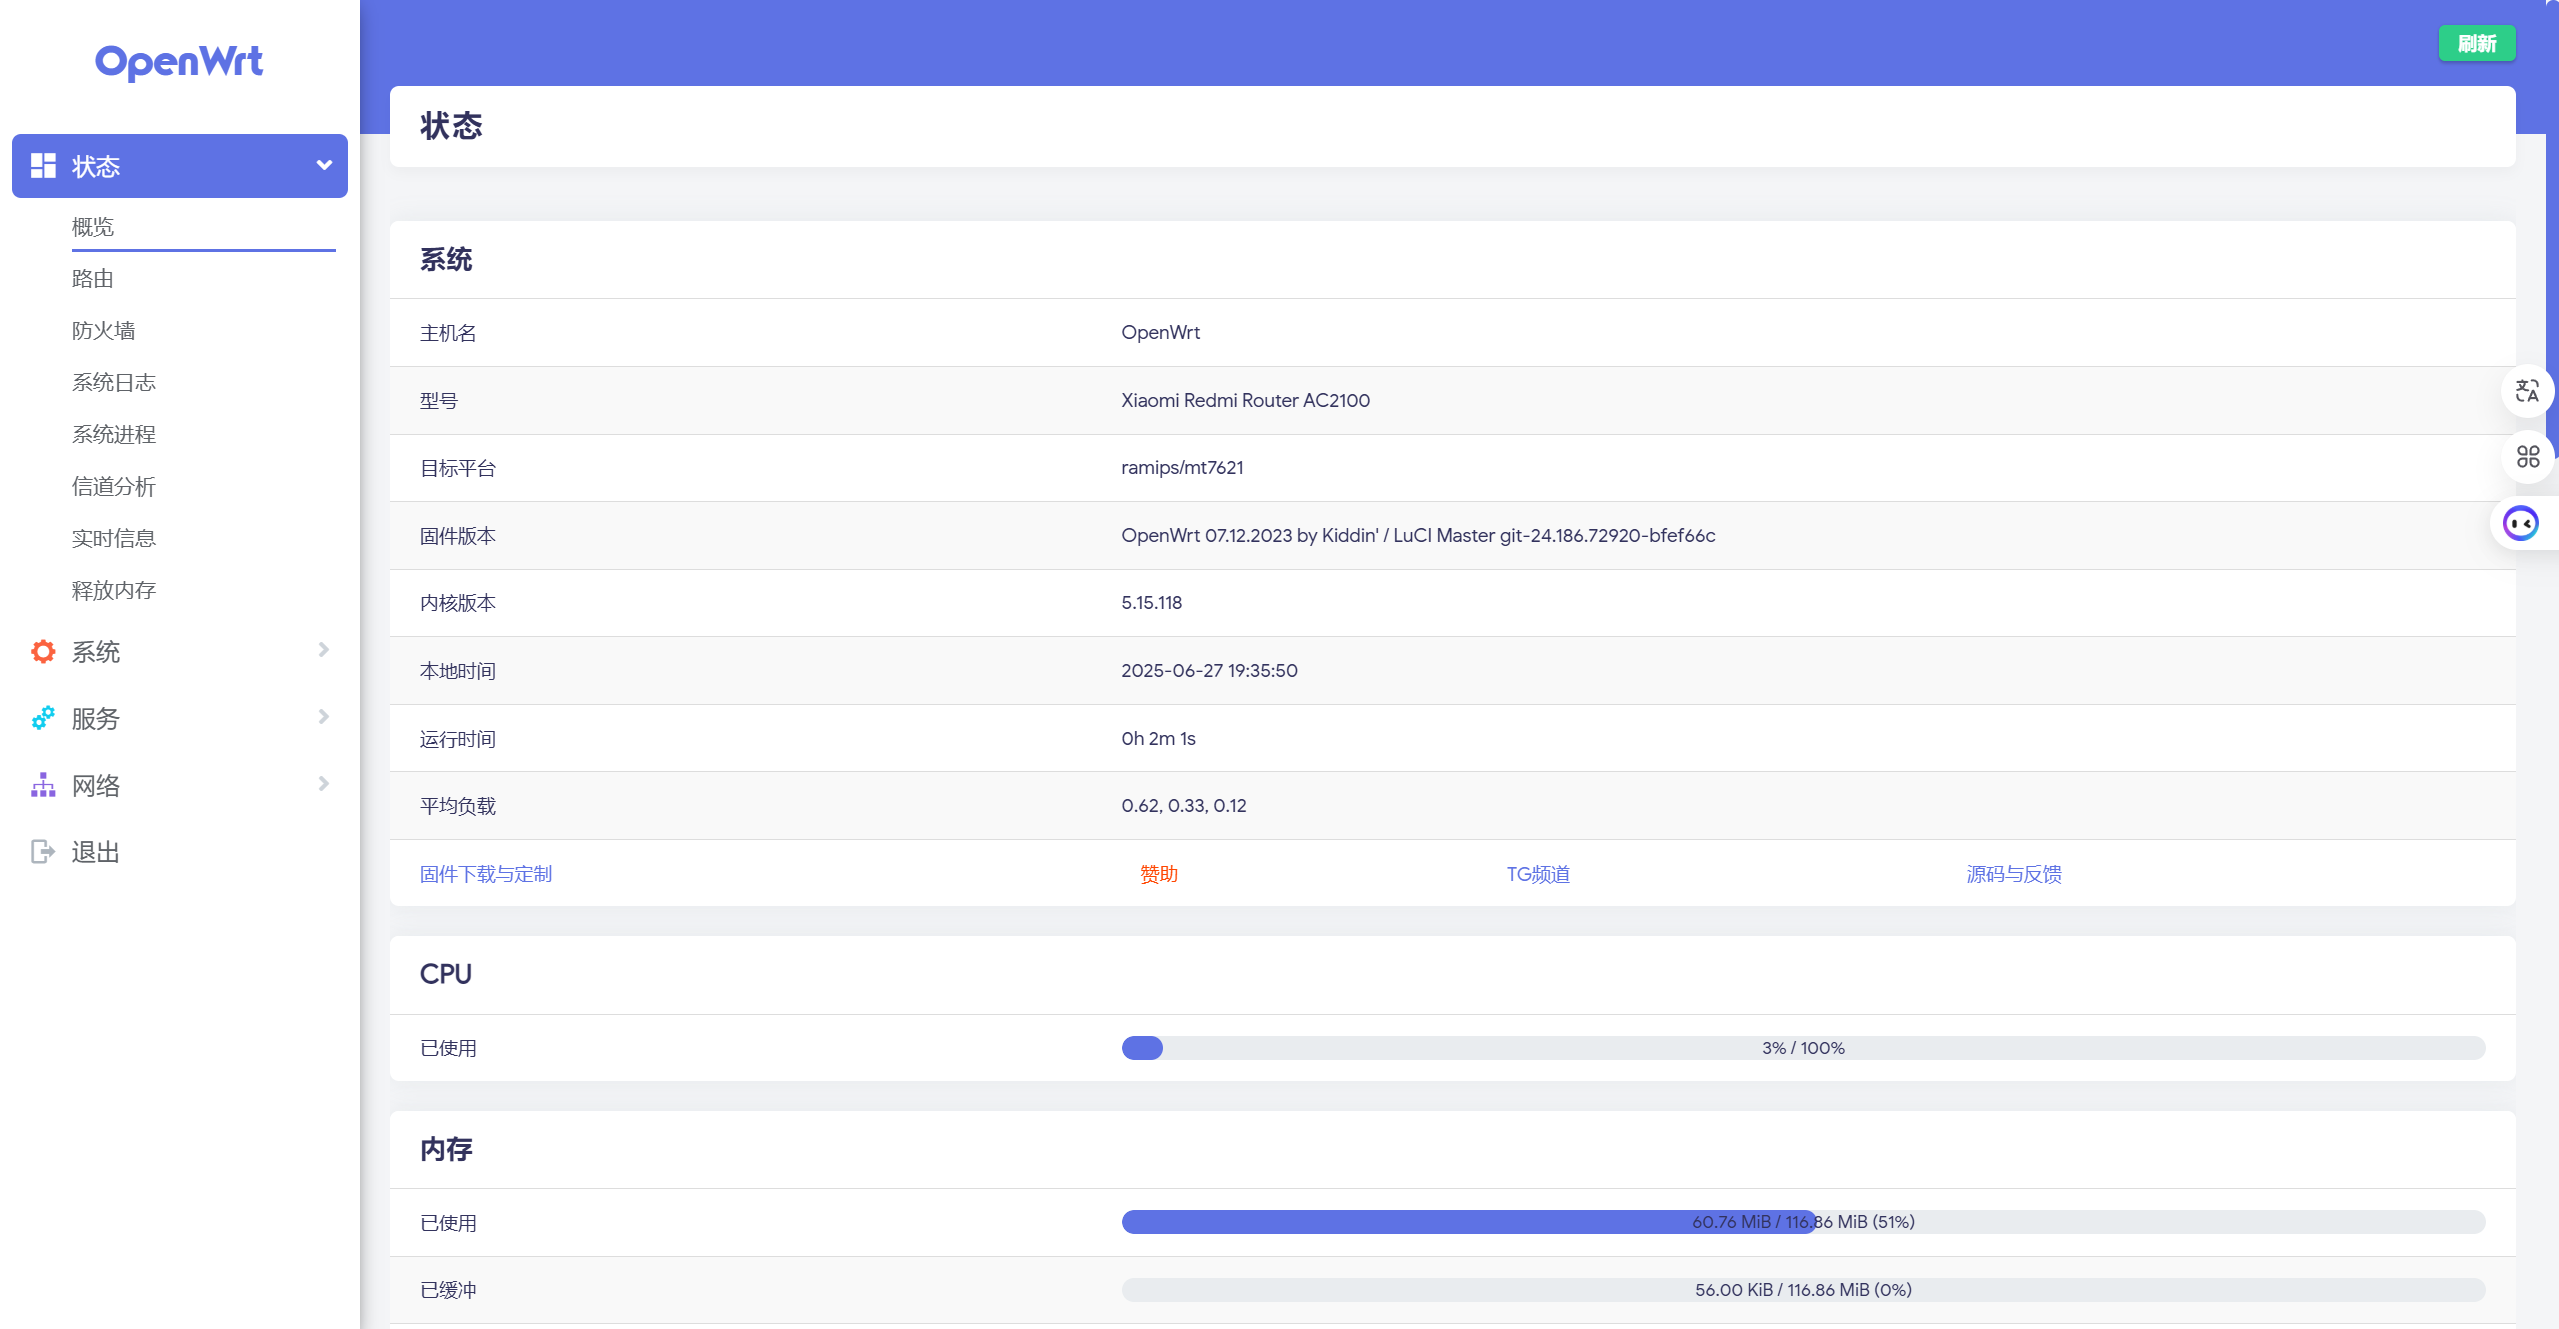 OpenWrt
状态
概览
路由
防火墙
系统日志
系统进程
信道分析
实时信息
释放内存
系统
服务
网络
退出
刷新
状态
系统
主机名 OpenWrt
型号 Xiaomi Redmi Router AC2100
目标平台 ramips/mt7621
固件版本 OpenWrt 07.12.2023 by Kiddin' / LuCI Master git-24.186.72920-bfef66c
内核版本 5.15.118
本地时间 2025-06-27 19:35:50
运行时间 0h 2m 1s
平均负载 0.62, 0.33, 0.12
固件下载与定制 赞助 TG频道 源码与反馈
CPU
已使用 3% / 100%
内存
已使用 60.76 MiB / 116.86 MiB (51%)
已缓冲 56.00 KiB / 116.86 MiB (0%)